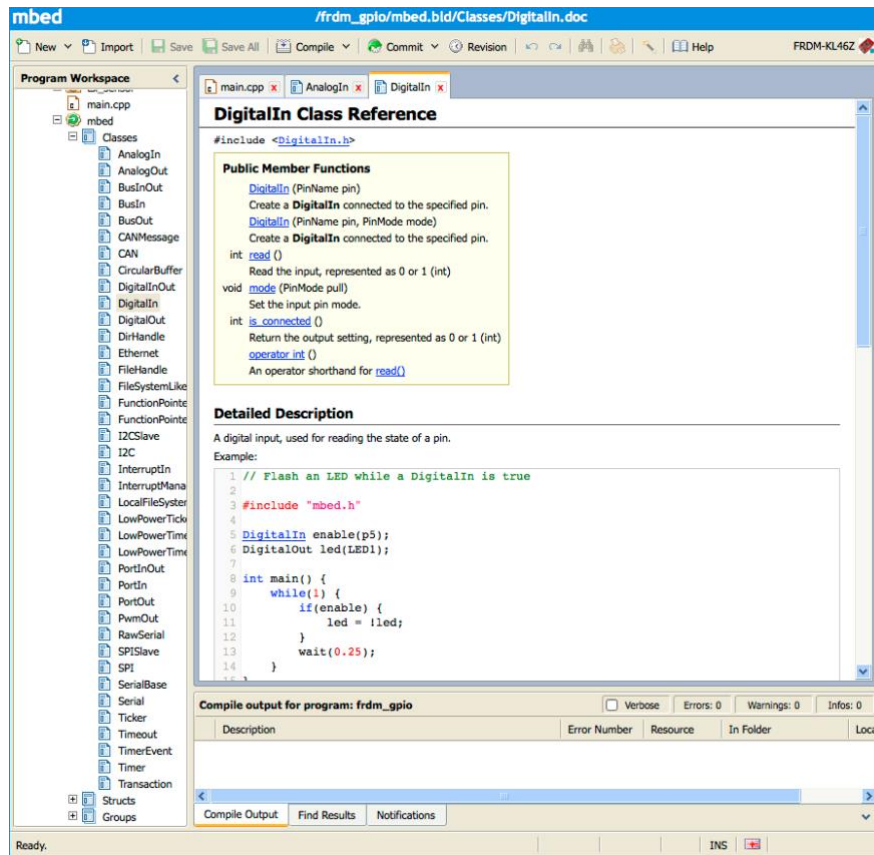 mbed
/frdm_gpio/mbed.bld/Classes/DigitalIn.doc
New Import Save Save All Compile Commit Revision Help FRDM-KL46Z
Program Workspace
main.cpp
mbed
Classes
AnalogIn
AnalogOut
BusInOut
BusIn
BusOut
CANMessage
CAN
CircularBuffer
DigitalInOut
DigitalIn
DigitalOut
DirHandle
Ethernet
FileHandle
FileSystemLike
FunctionPointe
FunctionPointe
I2CSlave
I2C
InterruptIn
InterruptMana
LocalFileSyster
LowPowerTick
LowPowerTime
LowPowerTime
PortInOut
PortIn
PortOut
PwmOut
RawSerial
SPISlave
SPI
SerialBase
Serial
Ticker
Timeout
TimerEvent
Timer
Transaction
Structs
Groups
main.cpp x AnalogIn x DigitalIn x
DigitalIn Class Reference
#include <DigitalIn.h>
Public Member Functions
DigitalIn (PinName pin)
Create a DigitalIn connected to the specified pin.
DigitalIn (PinName pin, PinMode mode)
Create a DigitalIn connected to the specified pin.
int read ()
Read the input, represented as 0 or 1 (int)
void mode (PinMode pull)
Set the input pin mode.
int is_connected ()
Return the output setting, represented as 0 or 1 (int)
operator int ()
An operator shorthand for read()
Detailed Description
A digital input, used for reading the state of a pin.
Example:
1 // Flash an LED while a DigitalIn is true
2
3 #include "mbed.h"
4
5 DigitalIn enable(p5);
6 DigitalOut led(LED1);
7
8 int main() {
9 while(1) {
10 if(enable) {
11 led = !led;
12 }
13 wait(0.25);
14 }
Compile output for program: frdm_gpio Verbose Errors: 0 Warnings: 0 Infos: 0
Description Error Number Resource In Folder Loca
Compile Output Find Results Notifications
Ready. INS